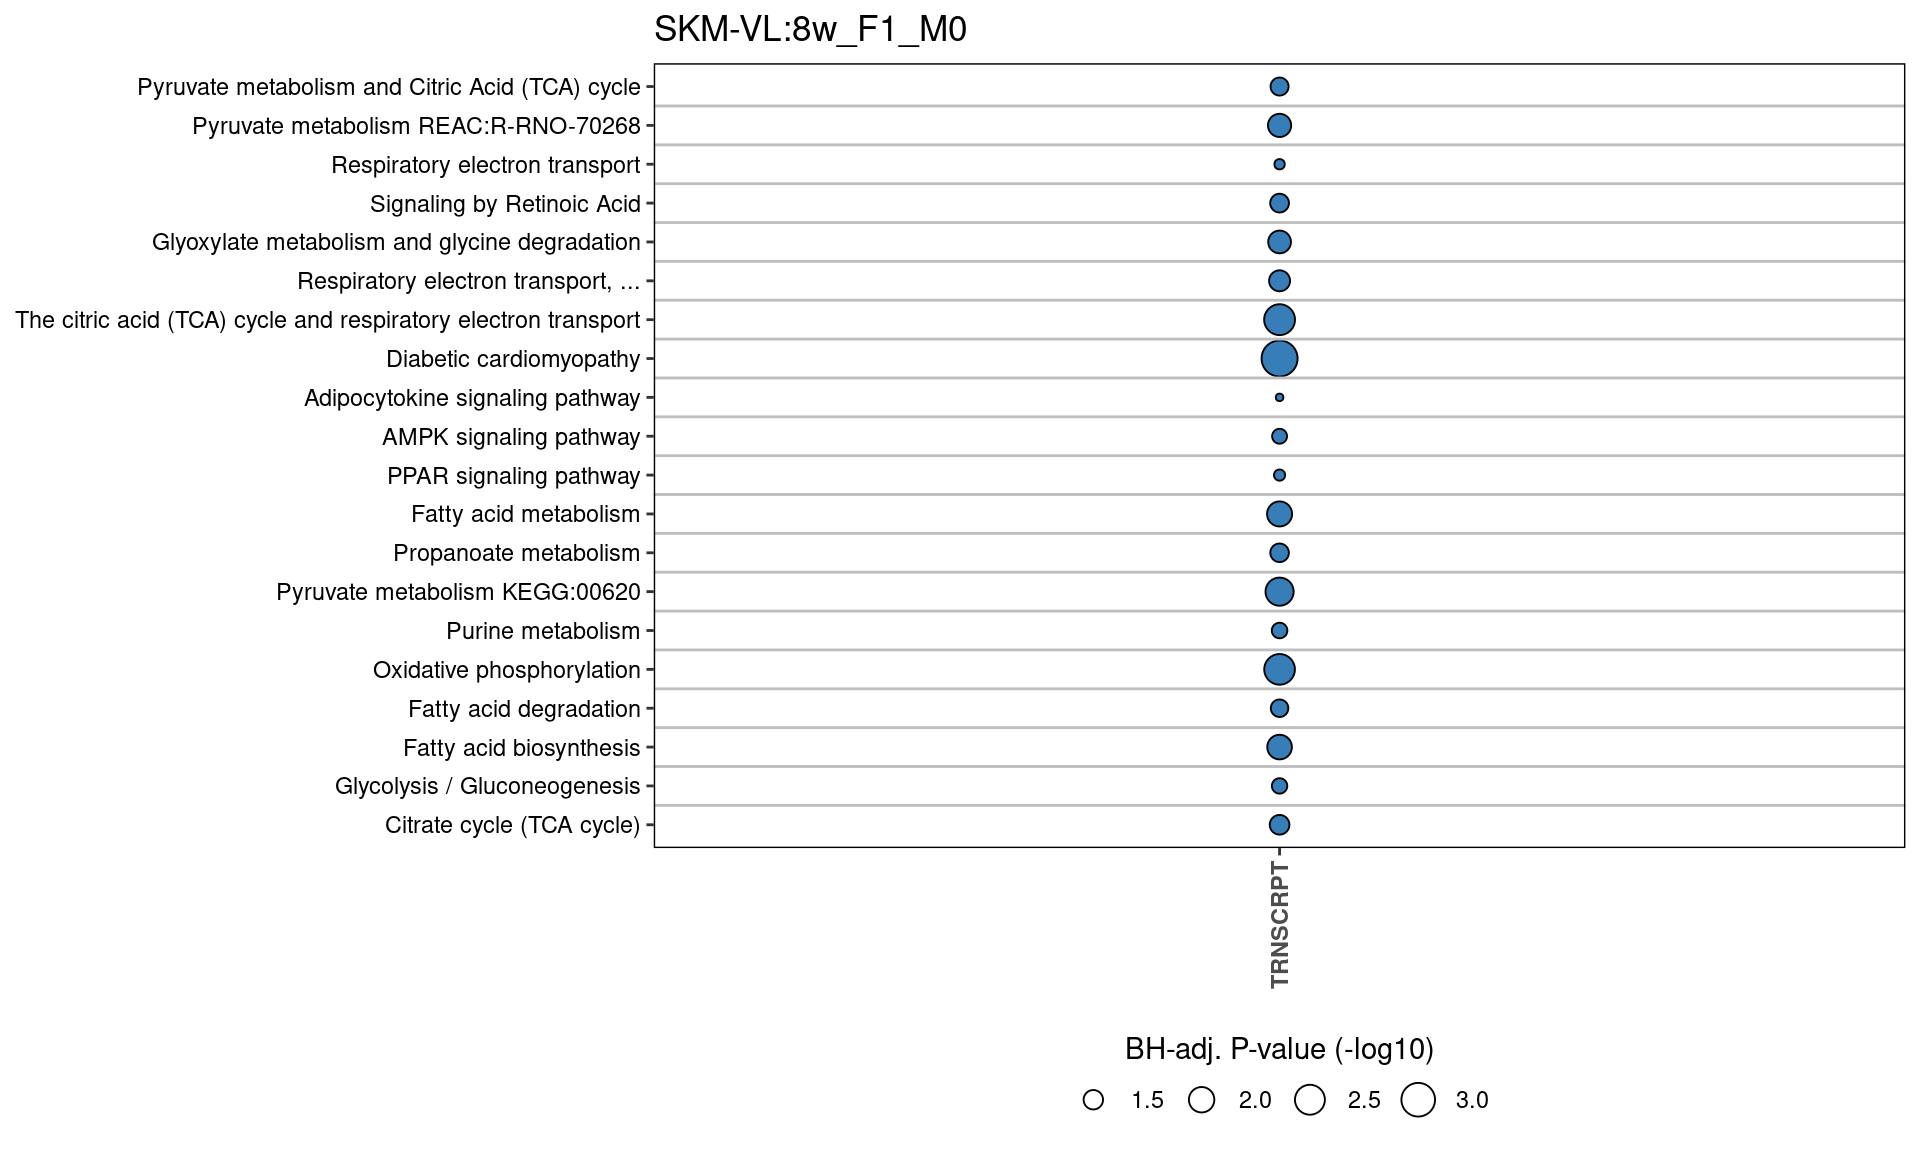 SKM-VL:8w_F1_M0
Pyruvate metabolism and Citric Acid (TCA) cycle
Pyruvate metabolism REAC:R-RNO-70268
Respiratory electron transport
Signaling by Retinoic Acid
Glyoxylate metabolism and glycine degradation
Respiratory electron transport, ...
The citric acid (TCA) cycle and respiratory electron transport
Diabetic cardiomyopathy
Adipocytokine signaling pathway
AMPK signaling pathway
PPAR signaling pathway
Fatty acid metabolism
Propanoate metabolism
Pyruvate metabolism KEGG:00620
Purine metabolism
Oxidative phosphorylation
Fatty acid degradation
Fatty acid biosynthesis
Glycolysis / Gluconeogenesis
Citrate cycle (TCA cycle)
TRNSCRPT
BH-adj. P-value (-log10)
1.5 2.0 2.5 3.0